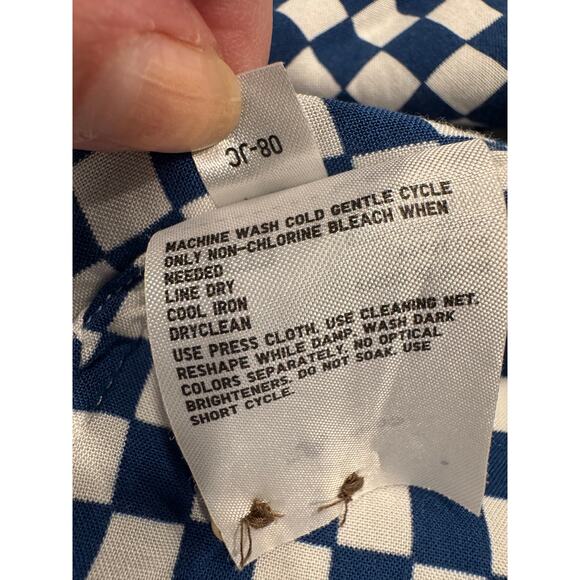 08-JC
MACHINE WASH COLD GENTLE CYCLE
ONLY NON-CHLORINE BLEACH WHEN
NEEDED
LINE DRY
COOL IRON
DRYCLEAN
USE PRESS CLOTH, USE CLEANING NET.
RESHAPE WHILE DAMP, WASH DARK
COLORS SEPARATELY, NO OPTICAL
BRIGHTENERS. DO NOT SOAK. USE
SHORT CYCLE.